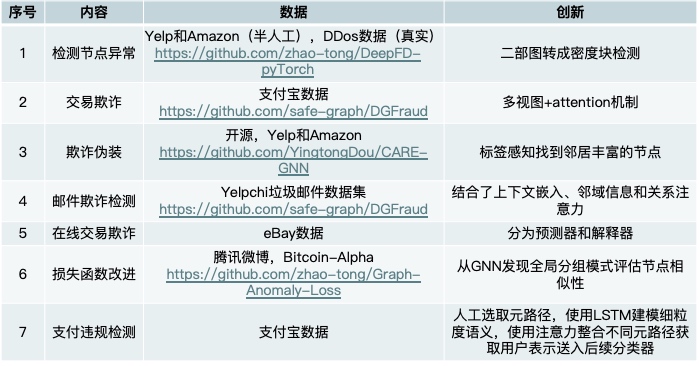 序号 内容 数据 创新
1 检测节点异常 Yelp和Amazon（半人工），DDos数据（真实）
https://github.com/zhao-tong/DeepFD-
pyTorch
二部图转成密度块检测
2 交易欺诈 支付宝数据
https://github.com/safe-graph/DGFraud
多视图+attention机制
3 欺诈伪装 开源，Yelp和Amazon
https://github.com/YingtongDou/CARE-
GNN
标签感知找到邻居丰富的节点
4 邮件欺诈检测 Yelpchi垃圾邮件数据集
https://github.com/safe-graph/DGFraud
结合了上下文嵌入、邻域信息和关系注
意力
5 在线交易欺诈 eBay数据 分为预测器和解释器
6 损失函数改进 腾讯微博，Bitcoin-Alpha
https://github.com/zhao-tong/Graph-
Anomaly-Loss
从GNN发现全局分组模式评估节点相
似性
7 支付违规检测 支付宝数据
人工选取元路径，使用LSTM建模细粒
度语义，使用注意力整合不同元路径获
取用户表示送入后续分类器